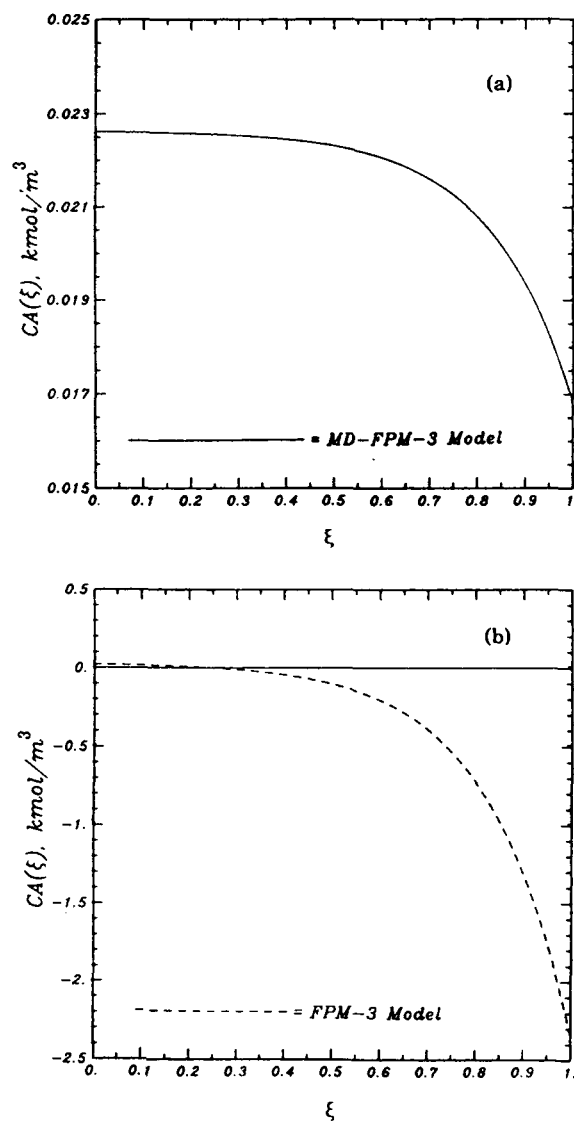 0.025
(a)
0.023
0.021
0.019
0.017
0.015
CA(ξ), kmol/m³
= MD-FPM-3 Model
0. 0.1 0.2 0.3 0.4 0.5 0.6 0.7 0.8 0.9 1.
ξ
0.5
(b)
0.
-0.5
-1.
-1.5
-2.
-2.5
CA(ξ), kmol/m³
= FPM-3 Model
0. 0.1 0.2 0.3 0.4 0.5 0.6 0.7 0.8 0.9 1.
ξ